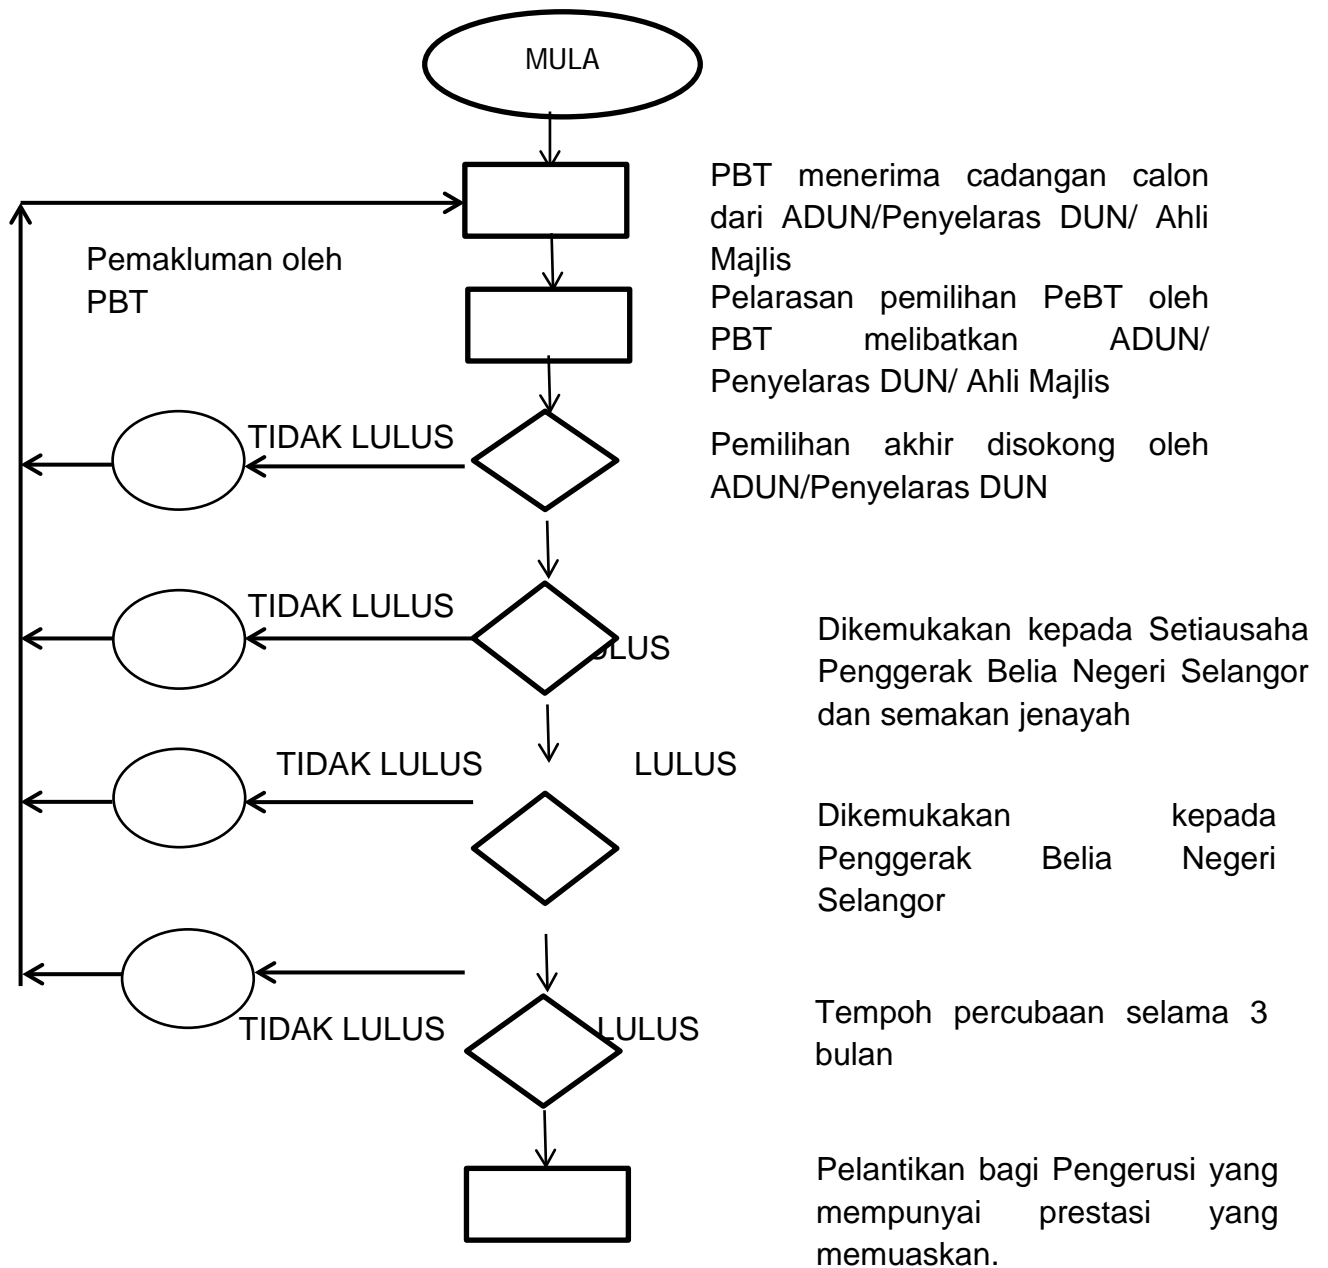 MULA
PBT menerima cadangan calon
dari ADUN/Penyelaras DUN/ Ahli
Majlis
Pemakluman oleh
PBT
Pelarasan pemilihan PeBT oleh
PBT melibatkan ADUN/
Penyelaras DUN/ Ahli Majlis
TIDAK LULUS
Pemilihan akhir disokong oleh
ADUN/Penyelaras DUN
TIDAK LULUS
LULUS
Dikemukakan kepada Setiausaha
Penggerak Belia Negeri Selangor
dan semakan jenayah
TIDAK LULUS
LULUS
Dikemukakan kepada
Penggerak Belia Negeri
Selangor
TIDAK LULUS
LULUS
Tempoh percubaan selama 3
bulan
Pelantikan bagi Pengerusi yang
mempunyai prestasi yang
memuaskan.